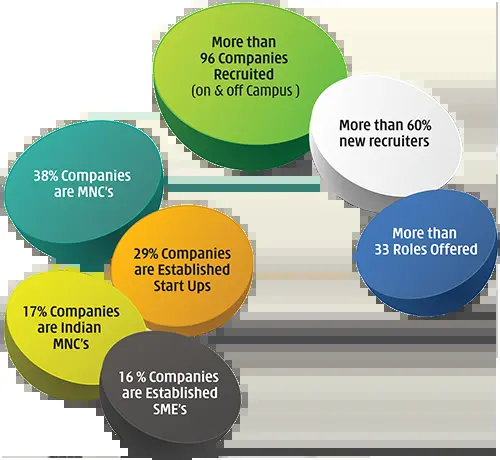 More than
96 Companies
Recruited
(on & off Campus )
More than 60%
new recruiters
38% Companies
are MNC's
More than
33 Roles Offered
29% Companies
are Established
Start Ups
17% Companies
are Indian
MNC's
16 % Companies
are Established
SME's